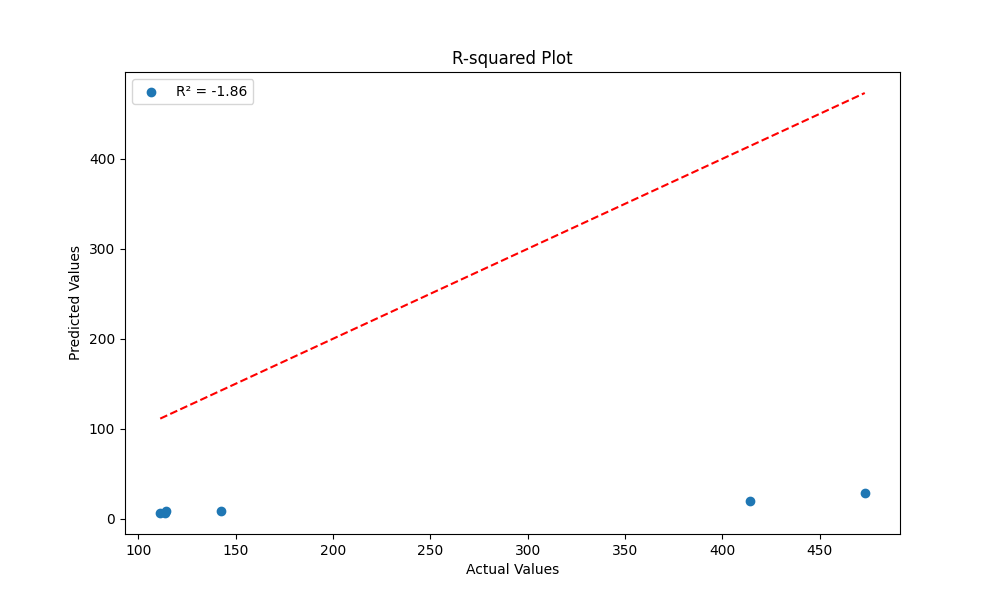 R-squared Plot
R² = -1.86
400
300
200
100
0
Predicted Values
100 150 200 250 300 350 400 450
Actual Values